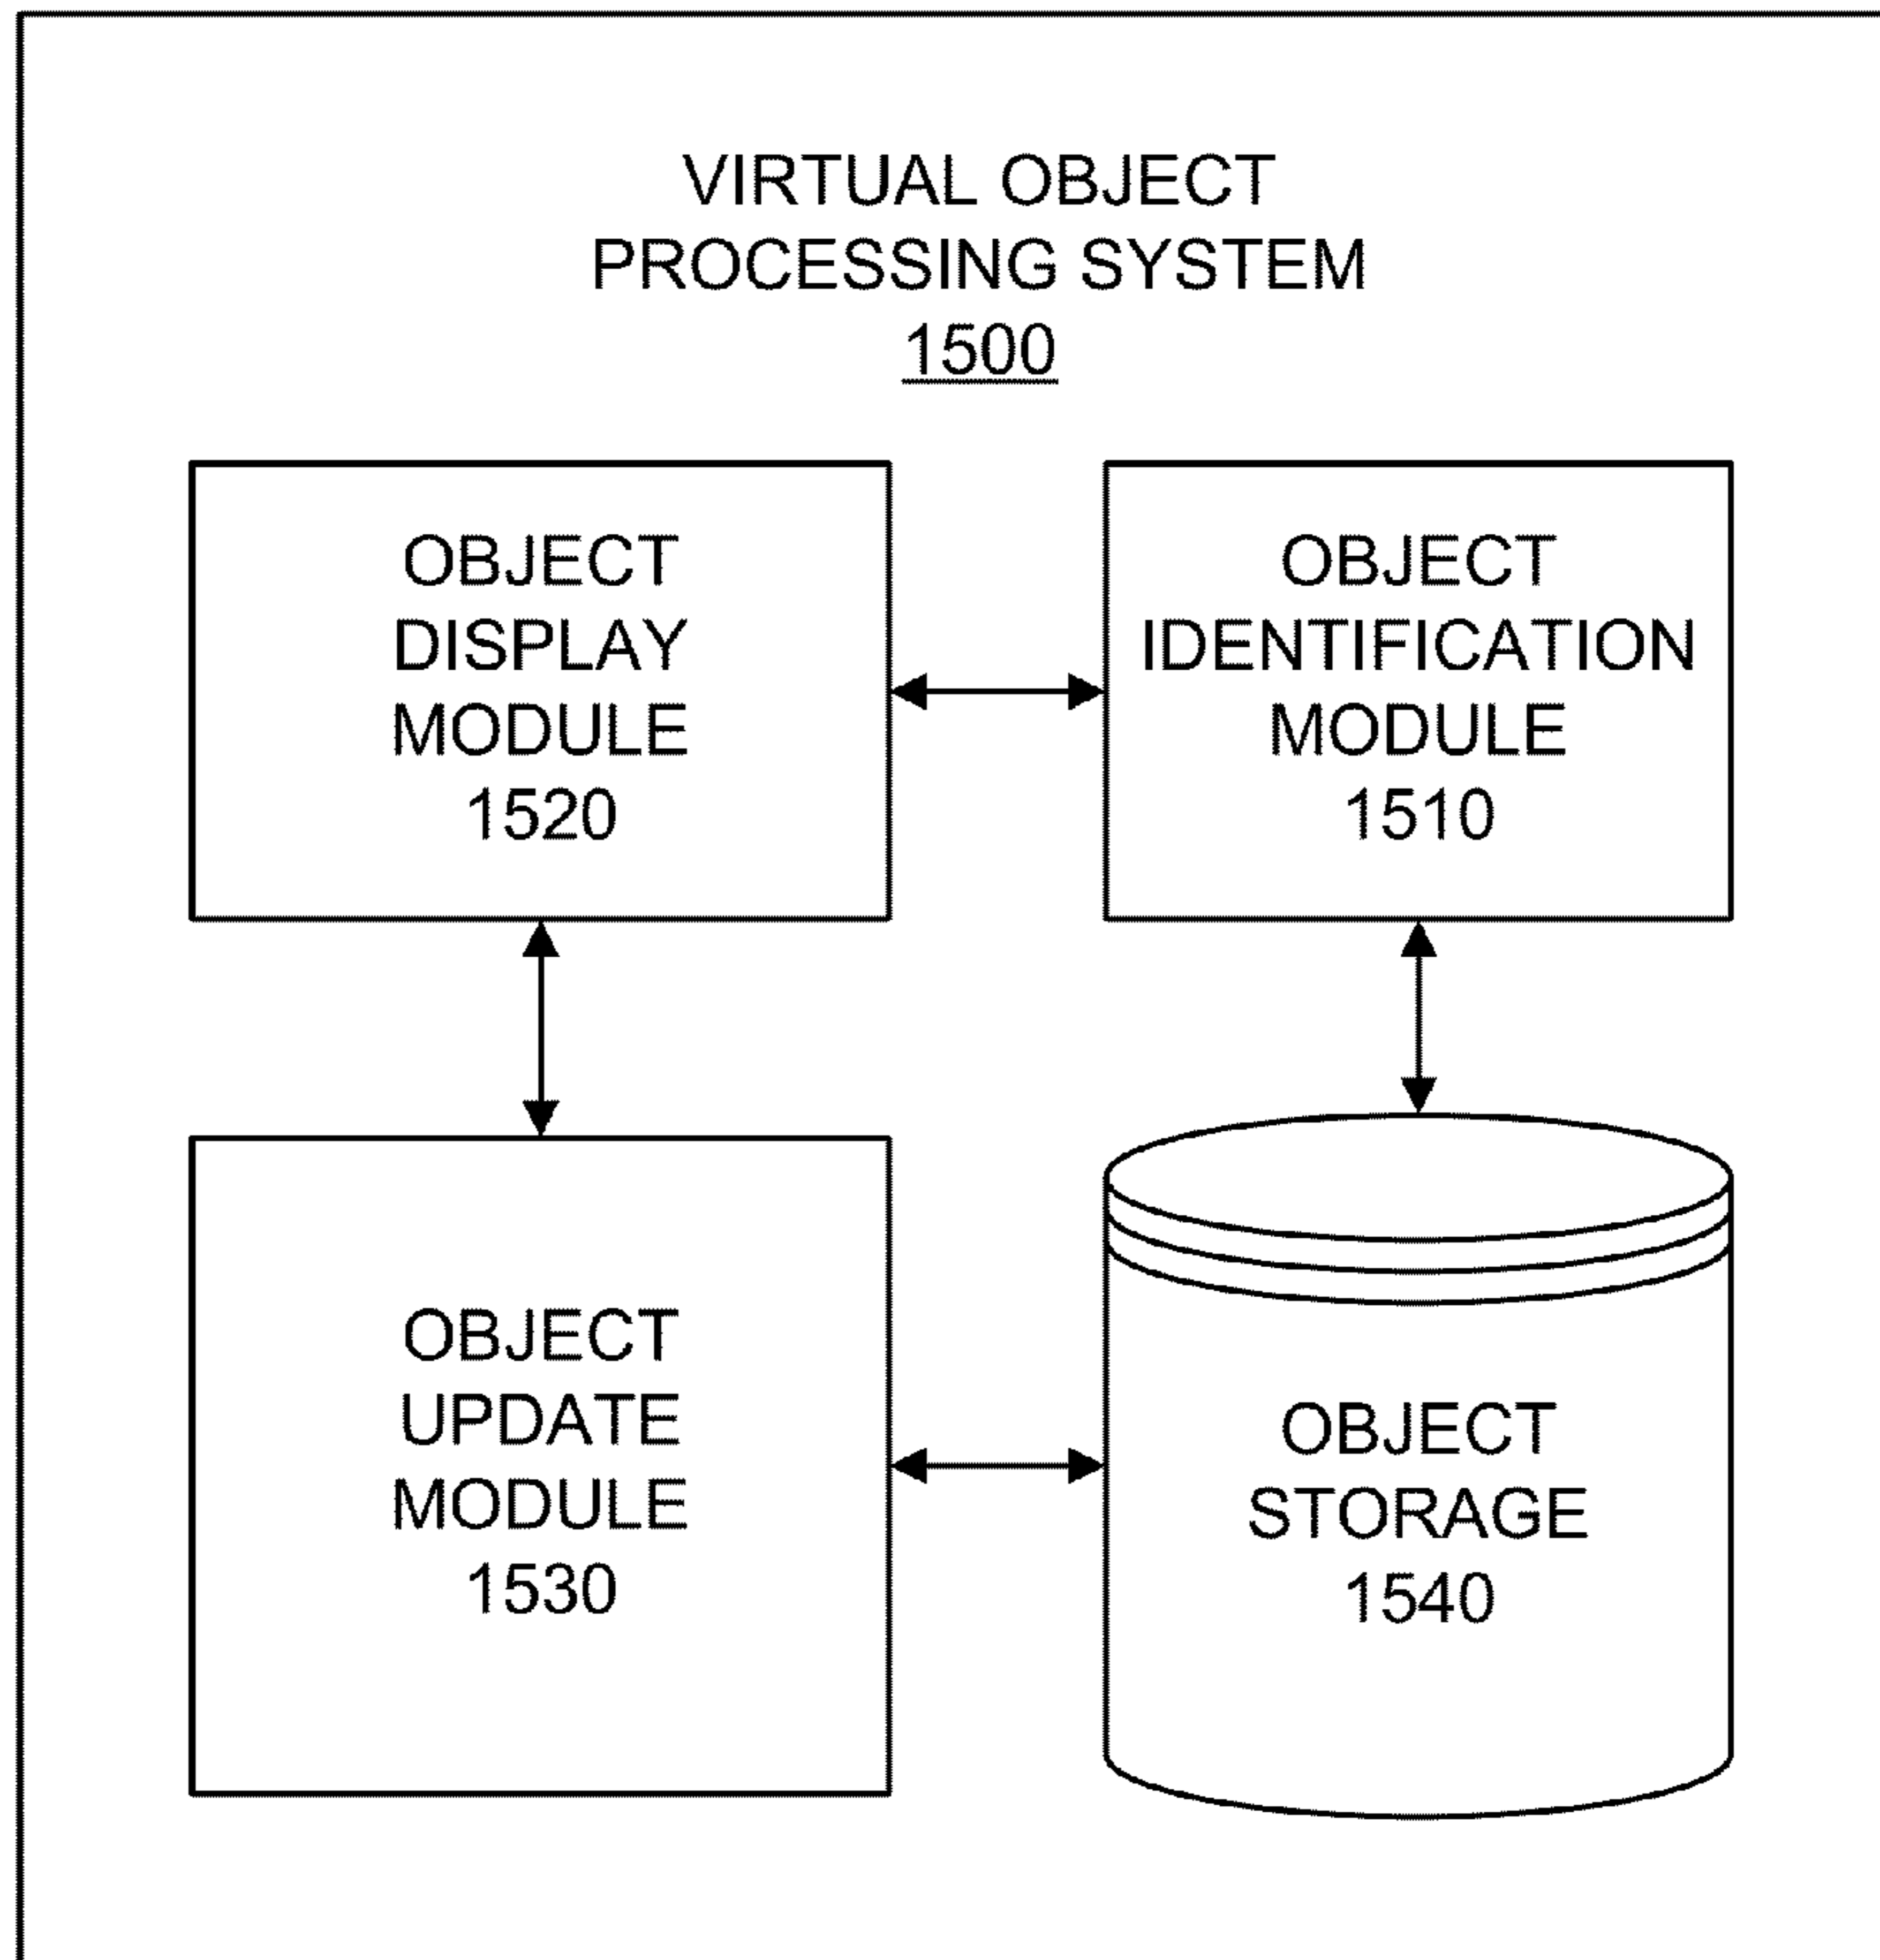 VIRTUAL OBJECT
PROCESSING SYSTEM
1500
OBJECT
DISPLAY
MODULE
1520
OBJECT
IDENTIFICATION
MODULE
1510
OBJECT
UPDATE
MODULE
1530
OBJECT
STORAGE
1540